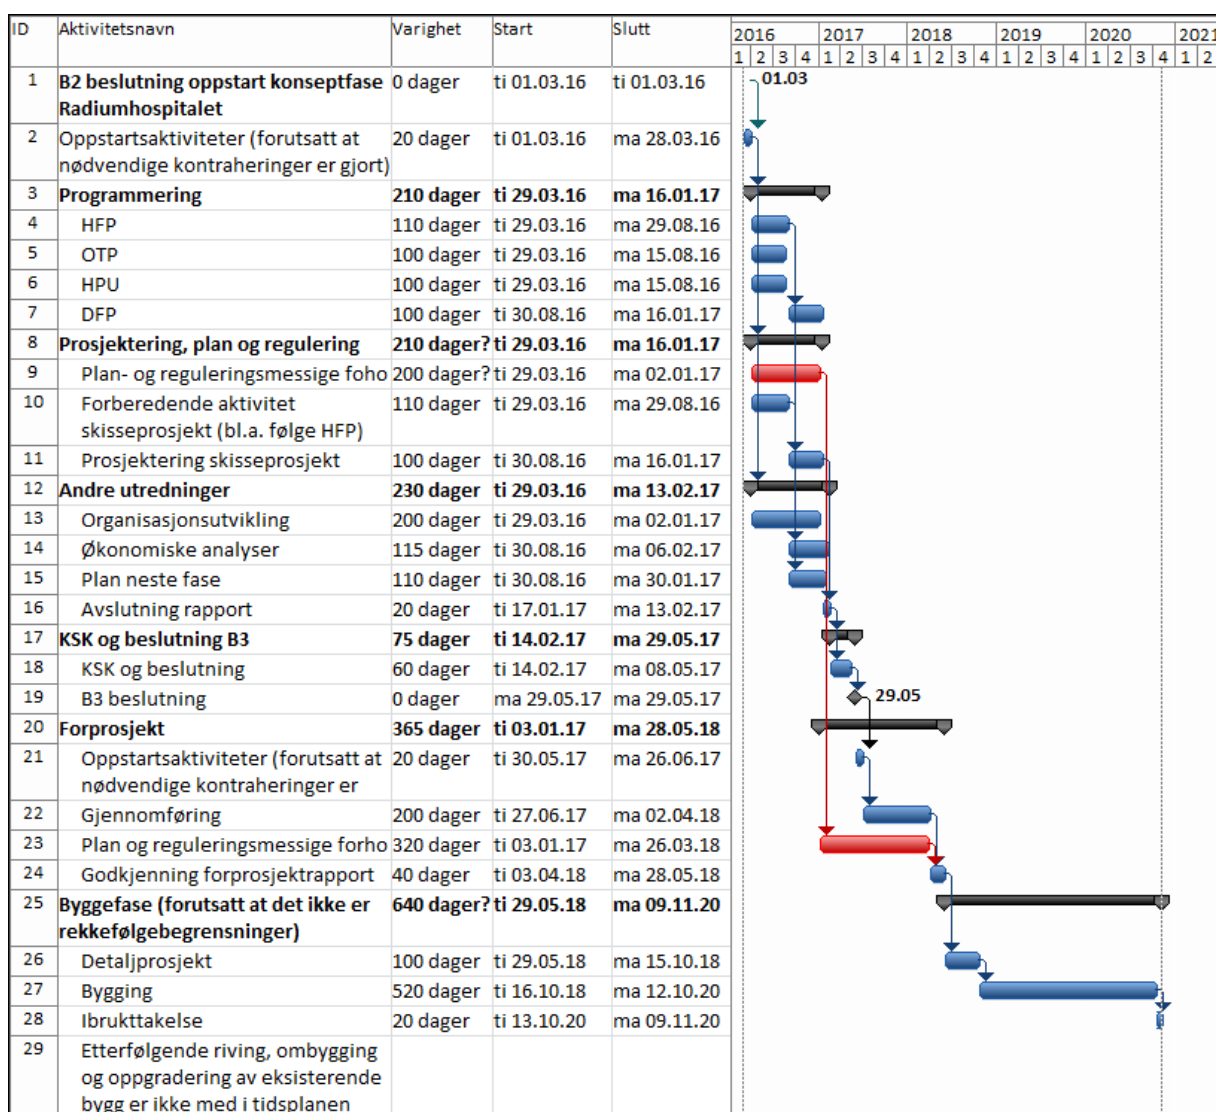 ID Aktivitetsnavn Varighet Start Slutt 2016 2017 2018 2019 2020 2021
1 2 3 4 1 2 3 4 1 2 3 4 1 2 3 4 1 2 3 4 1 2
1 B2 beslutning oppstart konseptfase 0 dager ti 01.03.16 ti 01.03.16 01.03
Radiumhospitalet
2 Oppstartsaktiviteter (forutsatt at 20 dager ti 01.03.16 ma 28.03.16
nødvendige kontraheringer er gjort)
3 Programmering 210 dager ti 29.03.16 ma 16.01.17
4 HFP 110 dager ti 29.03.16 ma 29.08.16
5 OTP 100 dager ti 29.03.16 ma 15.08.16
6 HPU 100 dager ti 29.03.16 ma 15.08.16
7 DFP 100 dager ti 30.08.16 ma 16.01.17
8 Prosjektering, plan og regulering 210 dager? ti 29.03.16 ma 16.01.17
9 Plan- og reguleringsmessige foho 200 dager? ti 29.03.16 ma 02.01.17
10 Forberedende aktivitet 110 dager ti 29.03.16 ma 29.08.16
skisseprosjekt (bl.a. følge HFP)
11 Prosjektering skisseprosjekt 100 dager ti 30.08.16 ma 16.01.17
12 Andre utredninger 230 dager ti 29.03.16 ma 13.02.17
13 Organisasjonsutvikling 200 dager ti 29.03.16 ma 02.01.17
14 Økonomiske analyser 115 dager ti 30.08.16 ma 06.02.17
15 Plan neste fase 110 dager ti 30.08.16 ma 30.01.17
16 Avslutning rapport 20 dager ti 17.01.17 ma 13.02.17
17 KSK og beslutning B3 75 dager ti 14.02.17 ma 29.05.17
18 KSK og beslutning 60 dager ti 14.02.17 ma 08.05.17
19 B3 beslutning 0 dager ma 29.05.17 ma 29.05.17 29.05
20 Forprosjekt 365 dager ti 03.01.17 ma 28.05.18
21 Oppstartsaktiviteter (forutsatt at 20 dager ti 30.05.17 ma 26.06.17
nødvendige kontraheringer er
22 Gjennomføring 200 dager ti 27.06.17 ma 02.04.18
23 Plan og reguleringsmessige forho 320 dager ti 03.01.17 ma 26.03.18
24 Godkjenning forprosjektrapport 40 dager ti 03.04.18 ma 28.05.18
25 Byggefase (forutsatt at det ikke er 640 dager? ti 29.05.18 ma 09.11.20
rekkefølgebegrensninger)
26 Detaljprosjekt 100 dager ti 29.05.18 ma 15.10.18
27 Bygging 520 dager ti 16.10.18 ma 12.10.20
28 Ibrukttakelse 20 dager ti 13.10.20 ma 09.11.20
29 Etterfølgende riving, ombygging
og oppgradering av eksisterende
bygg er ikke med i tidsplanen